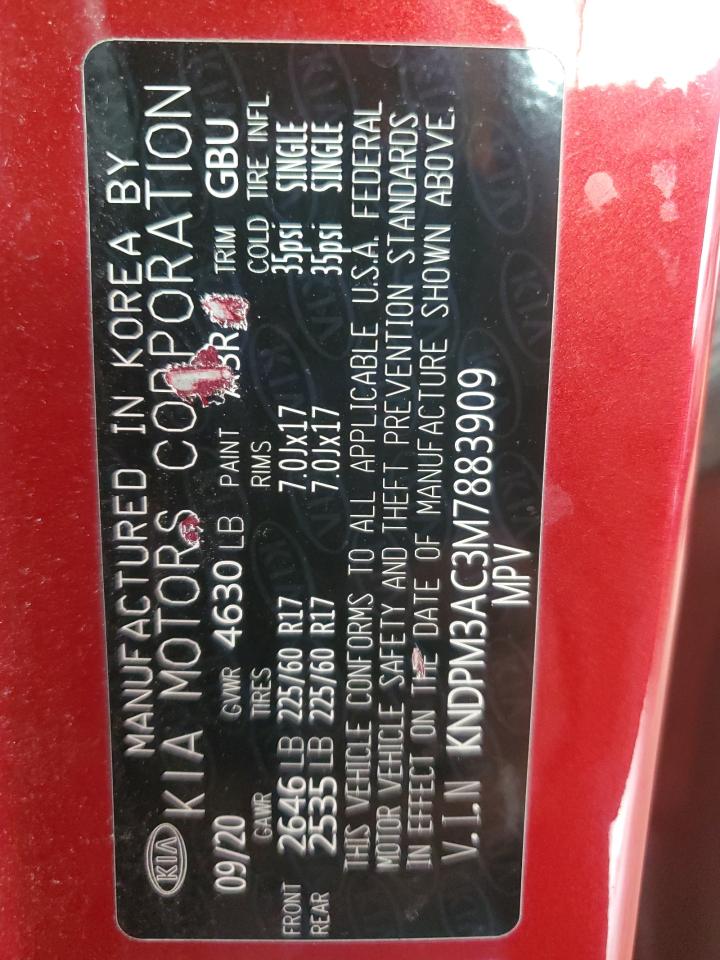 KIA
MANUFACTURED IN KOREA BY
KIA MOTORS CORPORATION
09/20 GVWR 4630 LB PAINT TRIM GBU
GAWR TIRES RIMS COLD TIRE INFL
FRONT 2646 LB 225/60 R17 7.0Jx17 35psi SINGLE
REAR 2535 LB 225/60 R17 7.0Jx17 35psi SINGLE
THIS VEHICLE CONFORMS TO ALL APPLICABLE U.S.A. FEDERAL
MOTOR VEHICLE SAFETY AND THEFT PREVENTION STANDARDS
IN EFFECT ON THE DATE OF MANUFACTURE SHOWN ABOVE.
V.I.N KNDPM3AC3M7883909
MPV